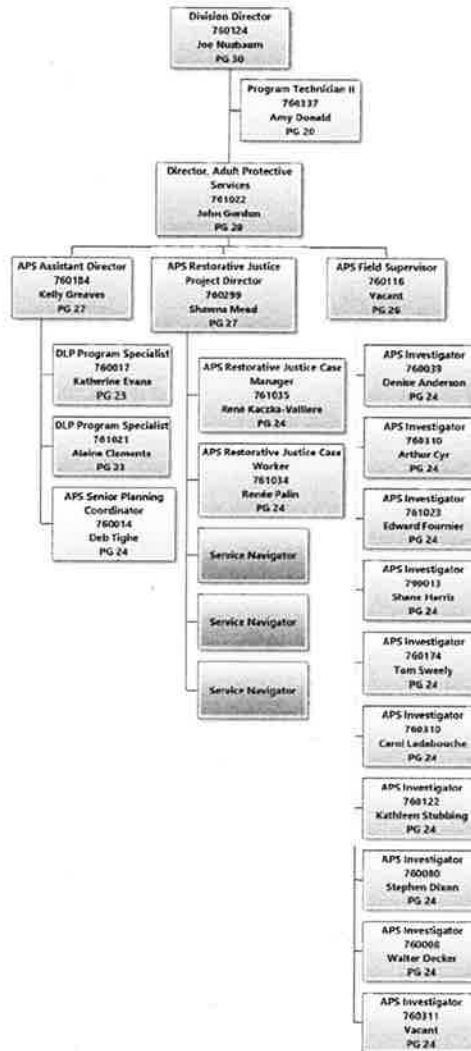 Division Director
760124
Joe Nusbaum
PG 30
Program Technician II
760337
Amy Donald
PG 20
Director, Adult Protective
Services
761022
John Gordon
PG 28
APS Assistant Director
760184
Kelly Greaves
PG 27
DLP Program Specialist
760017
Katherine Evans
PG 23
DLP Program Specialist
761021
Alaina Clements
PG 23
APS Senior Planning
Coordinator
760014
Deb Tighe
PG 24
APS Restorative Justice
Project Director
760299
Shawna Mead
PG 27
APS Restorative Justice Case
Manager
761035
René Kaczka-Valliere
PG 24
APS Restorative Justice Case
Worker
761034
Renée Palin
PG 24
Service Navigator
Service Navigator
Service Navigator
APS Field Supervisor
760116
Vacant
PG 26
APS Investigator
760039
Denise Anderson
PG 24
APS Investigator
Arthur Cyr
PG 24
APS Investigator
761023
Edward Fournier
PG 24
APS Investigator
Shane Harris
PG 24
APS Investigator
760174
Tom Sweely
PG 24
APS Investigator
760310
Carol Ladabouche
PG 24
APS Investigator
760122
Kathleen Stubbing
PG 24
APS Investigator
760080
Stephen Dixon
PG 24
APS Investigator
760008
Walter Decker
PG 24
APS Investigator
760311
Vacant
PG 24